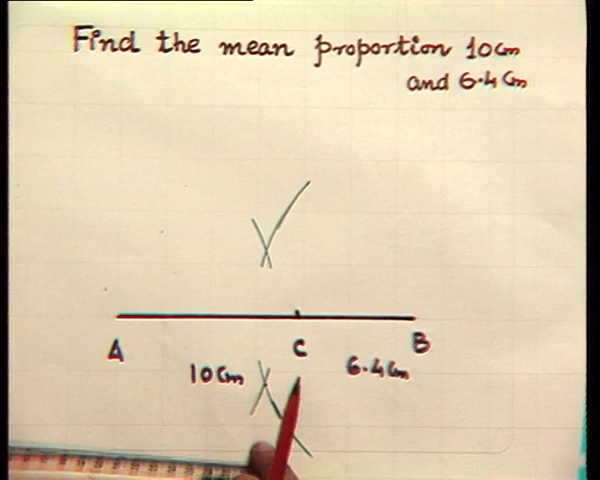 Find the mean proportion 10cm
and 6.4 cm
A
C
B
10cm
6.4cm